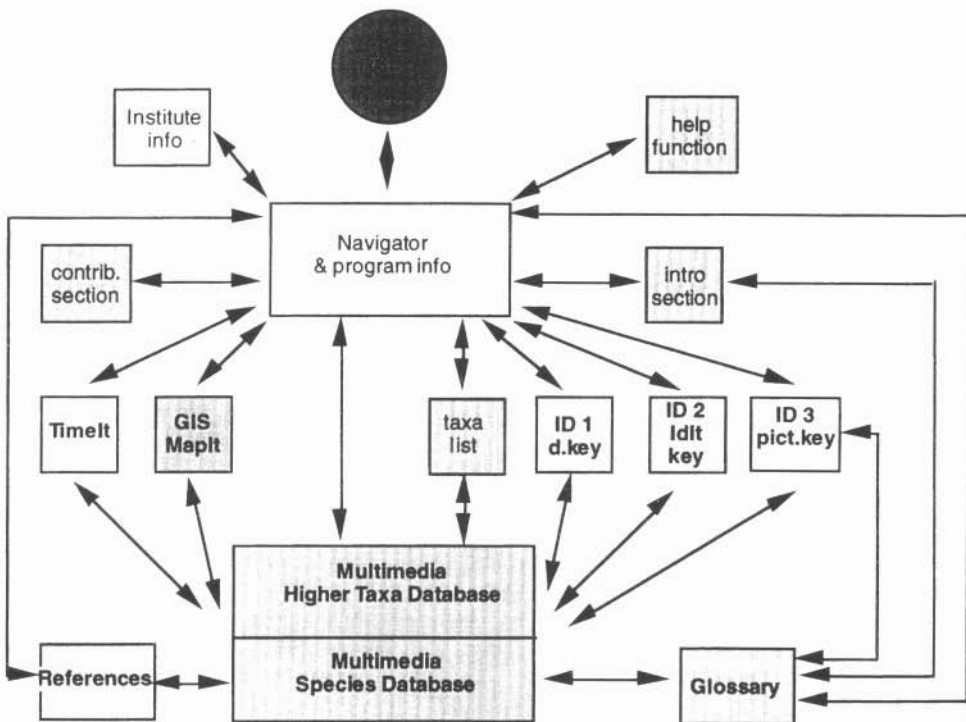 Institute
info
help
function
Navigator
& program info
contrib.
section
intro
section
TimeIt
GIS
MapIt
taxa
list
ID 1
d.key
ID 2
IdIt
key
ID 3
pict.key
Multimedia
Higher Taxa Database
Multimedia
Species Database
References
Glossary